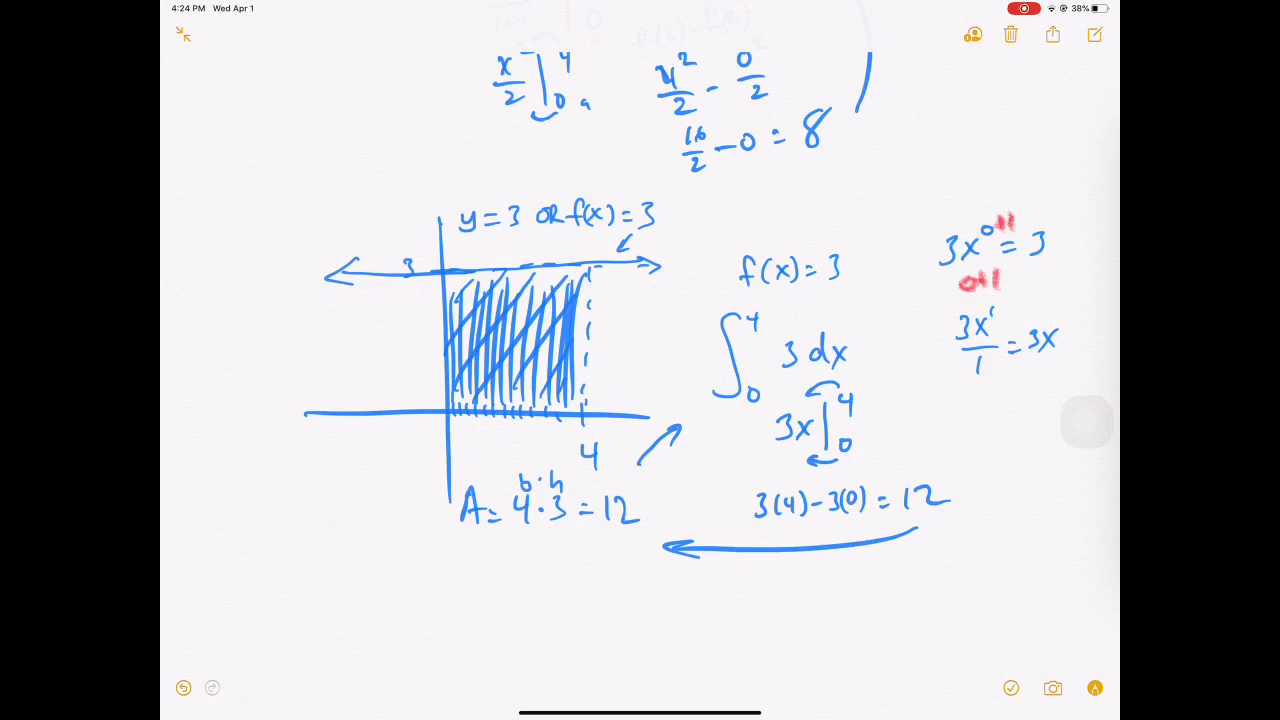 4:24 PM Wed Apr 1
38%
x/2 | 4 0
4²/2 - 0/2
16/2 - 0 = 8
y = 3 OR f(x) = 3
3
4
b · h
A = 4 · 3 = 12
f(x) = 3
∫ 4 0 3 dx
3x | 4 0
3(4) - 3(0) = 12
3x⁰⁺¹ = 3
0+1
3x¹/1 = 3x